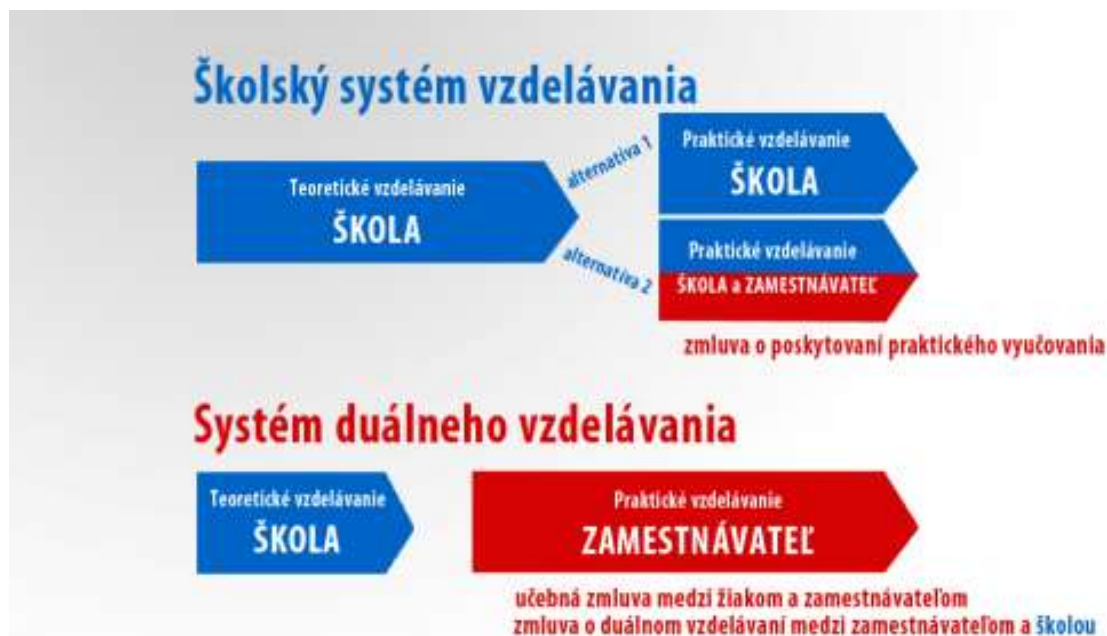 Školský systém vzdelávania
Teoretické vzdelávanie
ŠKOLA
alternatíva 1
Praktické vzdelávanie
ŠKOLA
alternatíva 2
Praktické vzdelávanie
ŠKOLA a ZAMESTNÁVATEĽ
zmluva o poskytovaní praktického vyučovania
Systém duálneho vzdelávania
Teoretické vzdelávanie
ŠKOLA
Praktické vzdelávanie
ZAMESTNÁVATEĽ
učebná zmluva medzi žiakom a zamestnávateľom
zmluva o duálnom vzdelávaní medzi zamestnávateľom a školou